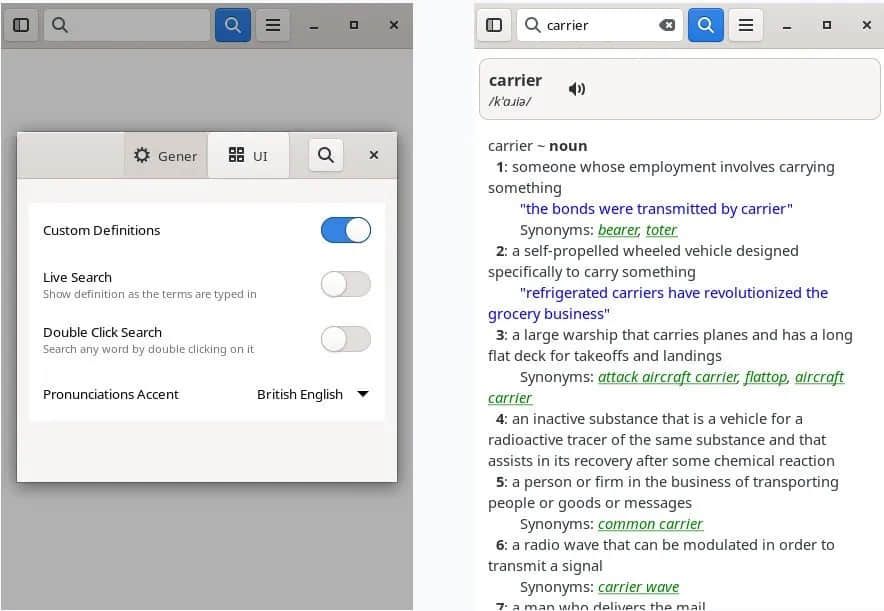 Gener
UI
Custom Definitions
Live Search
Show definition as the terms are typed in
Double Click Search
Search any word by double clicking on it
Pronunciations Accent British English
carrier
carrier
/kˈaɹiə/
carrier ~ noun
1: someone whose employment involves carrying
something
"the bonds were transmitted by carrier"
Synonyms: bearer, toter
2: a self-propelled wheeled vehicle designed
specifically to carry something
"refrigerated carriers have revolutionized the
grocery business"
3: a large warship that carries planes and has a long
flat deck for takeoffs and landings
Synonyms: attack aircraft carrier, flattop, aircraft
carrier
4: an inactive substance that is a vehicle for a
radioactive tracer of the same substance and that
assists in its recovery after some chemical reaction
5: a person or firm in the business of transporting
people or goods or messages
Synonyms: common carrier
6: a radio wave that can be modulated in order to
transmit a signal
Synonyms: carrier wave
7: a man who delivers the mail